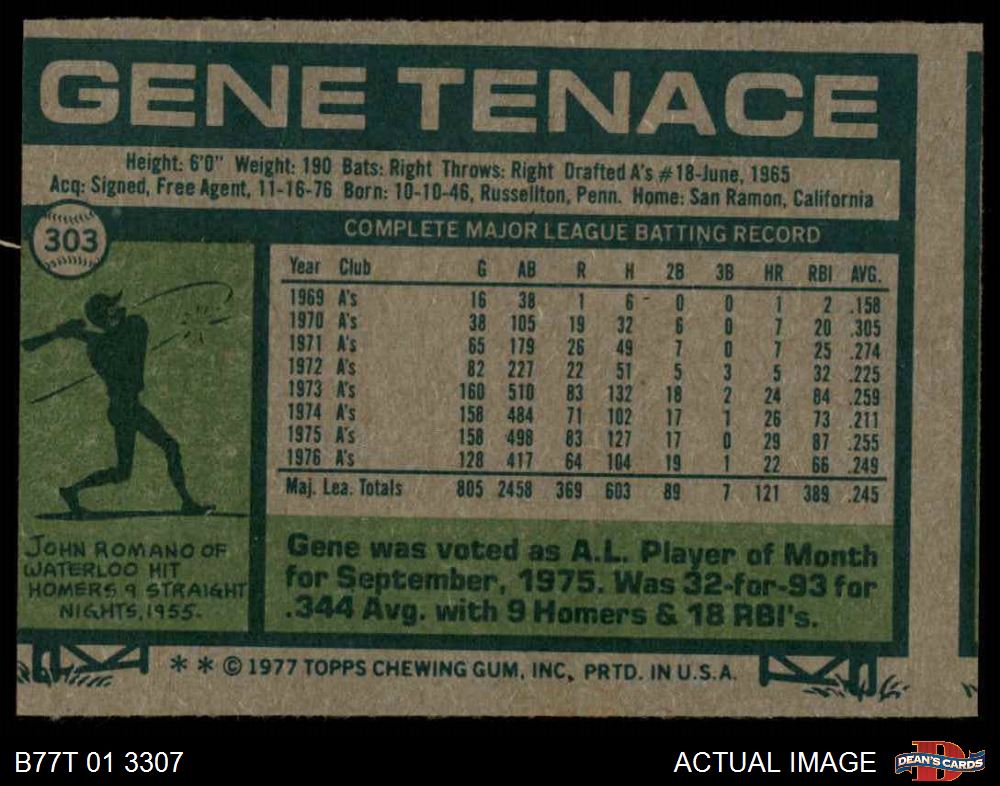 GENE TENACE
Height: 6'0" Weight: 190 Bats: Right Throws: Right Drafted A's #18-June, 1965
Acq: Signed, Free Agent, 11-16-76 Born: 10-10-46, Russellton, Penn. Home: San Ramon, California
303
COMPLETE MAJOR LEAGUE BATTING RECORD
Year Club G AB R H 2B 3B HR RBI AVG.
1969 A's 16 38 1 6 0 0 1 2 .158
1970 A's 38 105 19 32 6 0 7 20 .305
1971 A's 65 179 26 49 7 0 7 25 .274
1972 A's 82 227 22 51 5 3 5 32 .225
1973 A's 160 510 83 132 18 2 24 84 .259
1974 A's 158 484 71 102 17 1 26 73 .211
1975 A's 158 498 83 127 17 0 29 87 .255
1976 A's 128 417 64 104 19 1 22 66 .249
Maj. Lea. Totals 805 2458 369 603 89 7 121 389 .245
JOHN ROMANO OF
WATERLOO HIT
HOMERS 9 STRAIGHT
NIGHTS, 1955.
Gene was voted as A.L. Player of Month
for September, 1975. Was 32-for-93 for
.344 Avg. with 9 Homers & 18 RBI's.
* * © 1977 TOPPS CHEWING GUM, INC, PRTD. IN U.S.A.
B77T 01 3307
ACTUAL IMAGE
D
DEAN'S CARDS